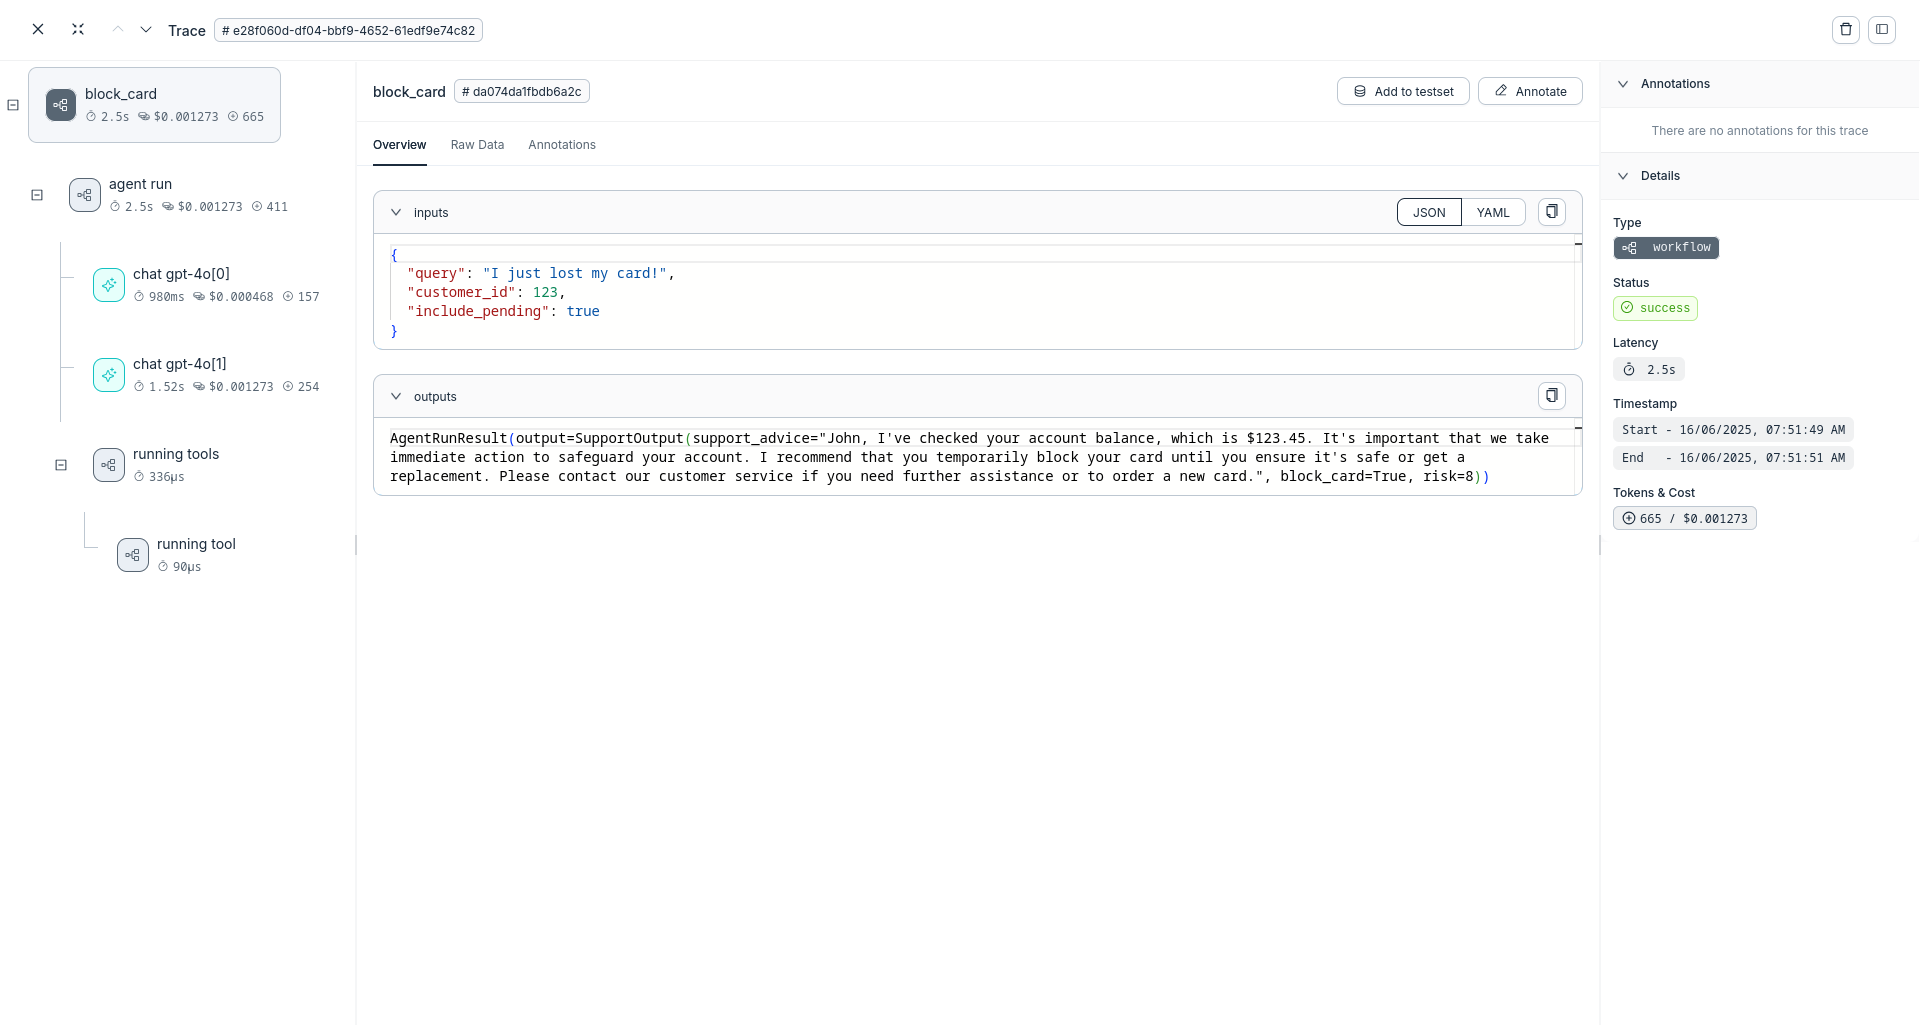 Trace # e28f060d-df04-bbf9-4652-61edf9e74c82
block_card
2.5s $0.001273 665
agent run
2.5s $0.001273 411
chat gpt-4o[0]
980ms $0.000468 157
chat gpt-4o[1]
1.52s $0.001273 254
running tools
336μs
running tool
90μs
block_card # da074da1fbdb6a2c Add to testset Annotate
Overview Raw Data Annotations
inputs JSON YAML
{
"query": "I just lost my card!",
"customer_id": 123,
"include_pending": true
}
outputs
AgentRunResult(output=SupportOutput(support_advice="John, I've checked your account balance, which is $123.45. It's important that we take
immediate action to safeguard your account. I recommend that you temporarily block your card until you ensure it's safe or get a
replacement. Please contact our customer service if you need further assistance or to order a new card.", block_card=True, risk=8))
Annotations
There are no annotations for this trace
Details
Type
workflow
Status
success
Latency
2.5s
Timestamp
Start - 16/06/2025, 07:51:49 AM
End - 16/06/2025, 07:51:51 AM
Tokens & Cost
665 / $0.001273